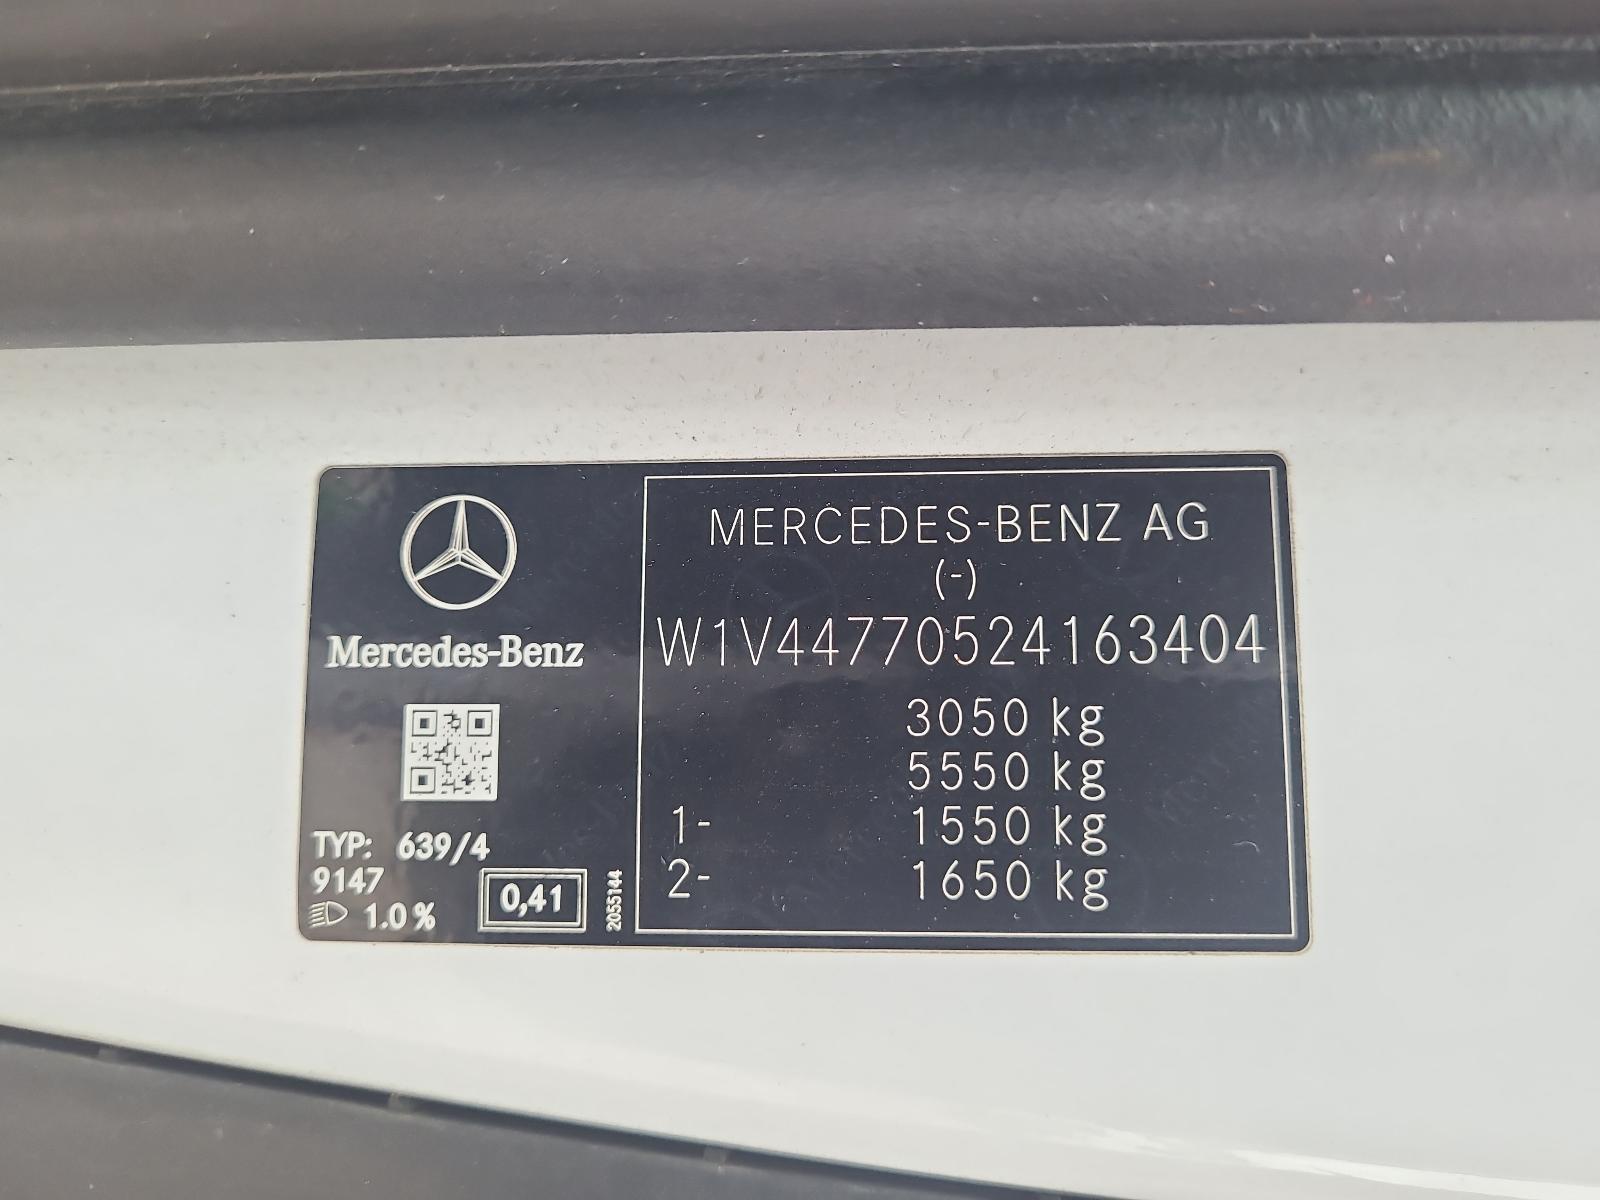 Mercedes-Benz
TYP: 639/4
9147
1.0%
0,41
2055144
MERCEDES-BENZ AG
(-)
W1V44770524163404
3050 kg
5550 kg
1- 1550 kg
2- 1650 kg